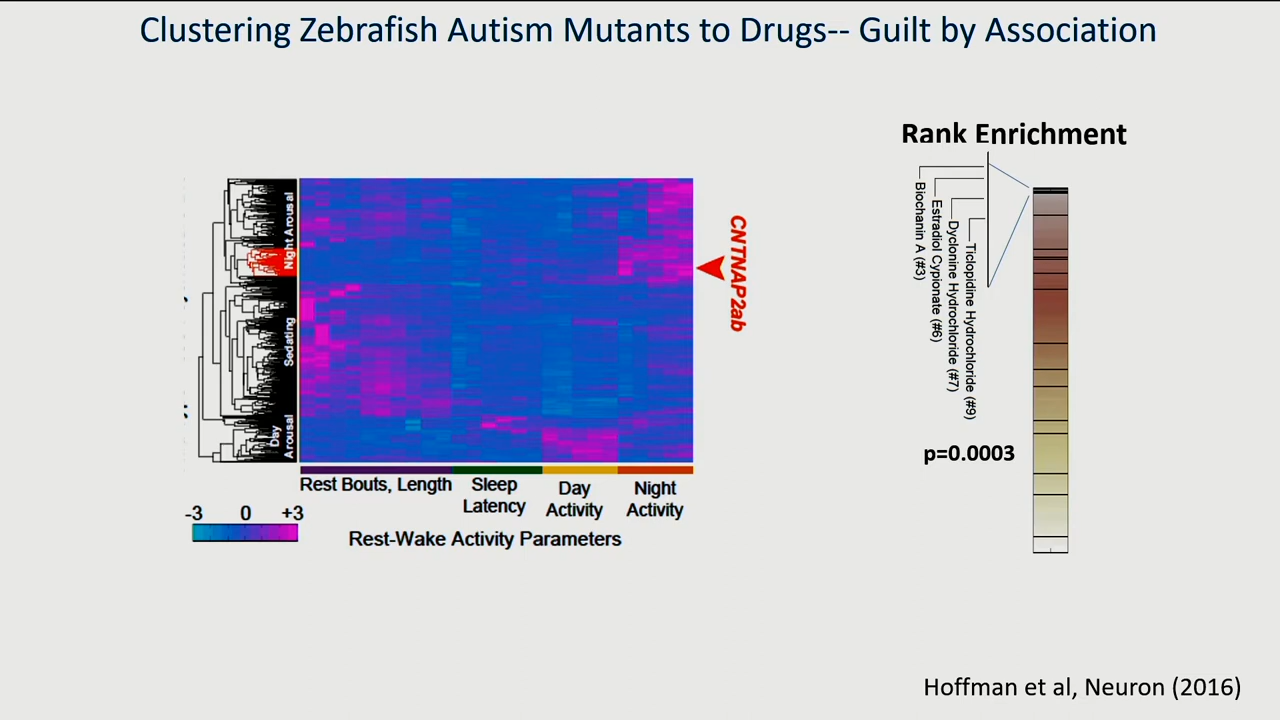 Clustering Zebrafish Autism Mutants to Drugs-- Guilt by Association
Night Arousal
Sedating
Day
Arousal
CNTNAP2ab
Rest Bouts, Length
Sleep
Latency
Day
Activity
Night
Activity
-3
0
+3
Rest-Wake Activity Parameters
Rank Enrichment
Biochanin A (#3)
Estradiol Cypionate (#6)
Dyclonine Hydrochloride (#7)
Ticlopidine Hydrochloride (#9)
p=0.0003
Hoffman et al, Neuron (2016)